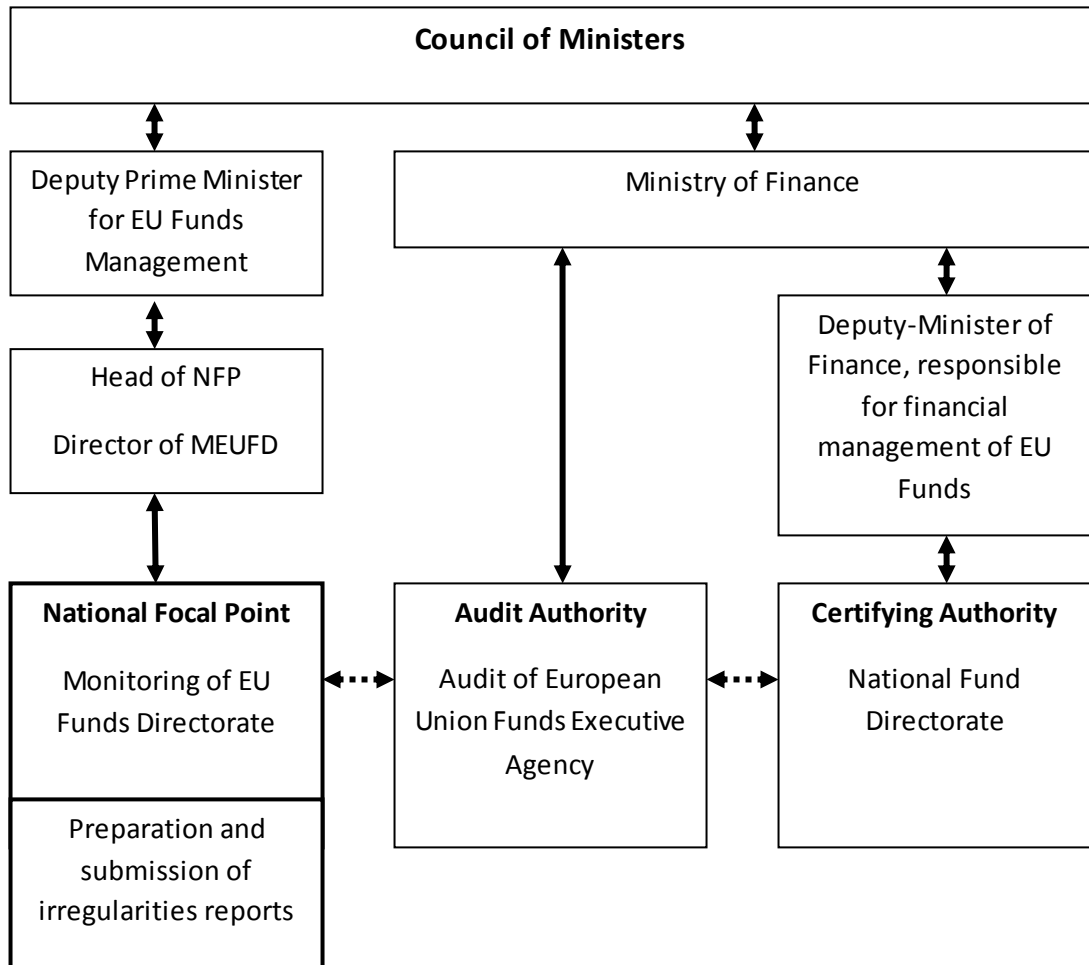 Council of Ministers
Deputy Prime Minister
for EU Funds
Management
Ministry of Finance
Head of NFP
Director of MEUFD
Deputy-Minister of
Finance, responsible
for financial
management of EU
Funds
National Focal Point
Monitoring of EU
Funds Directorate
Audit Authority
Audit of European
Union Funds Executive
Agency
Certifying Authority
National Fund
Directorate
Preparation and
submission of
irregularities reports